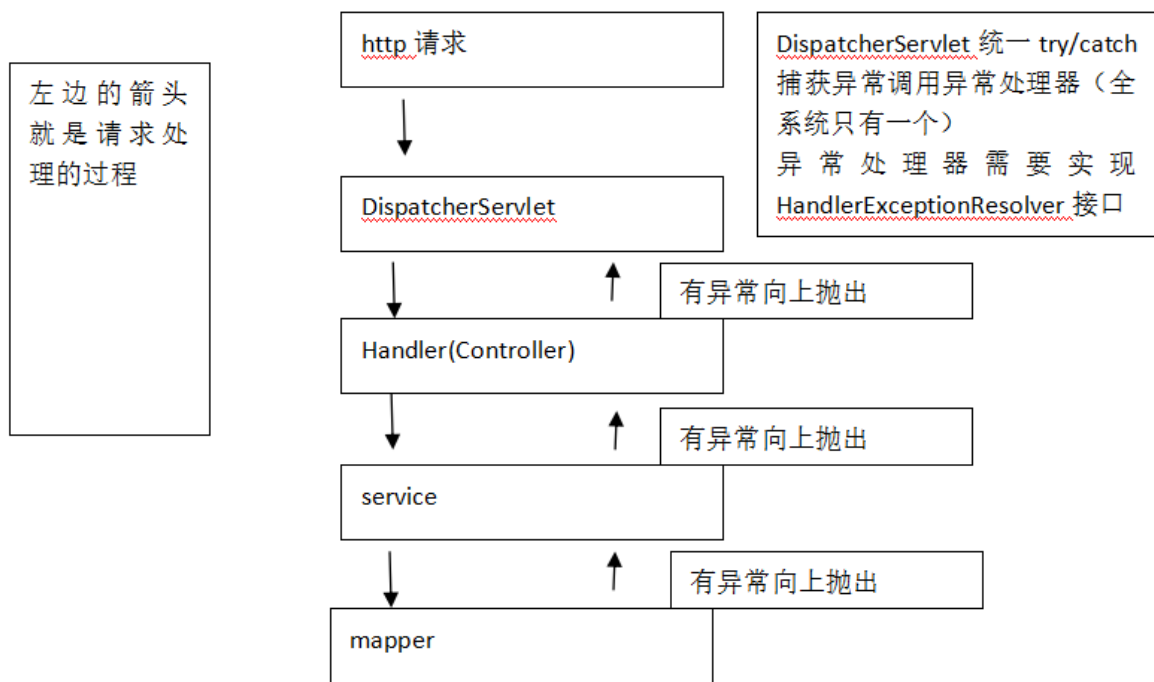 http 请求
DispatcherServlet 统一 try/catch
捕获异常调用异常处理器（全
系统只有一个）
异常处理器需要实现
HandlerExceptionResolver 接口
左边的箭头
就是请求处
理的过程
DispatcherServlet
有异常向上抛出
Handler(Controller)
有异常向上抛出
service
有异常向上抛出
mapper